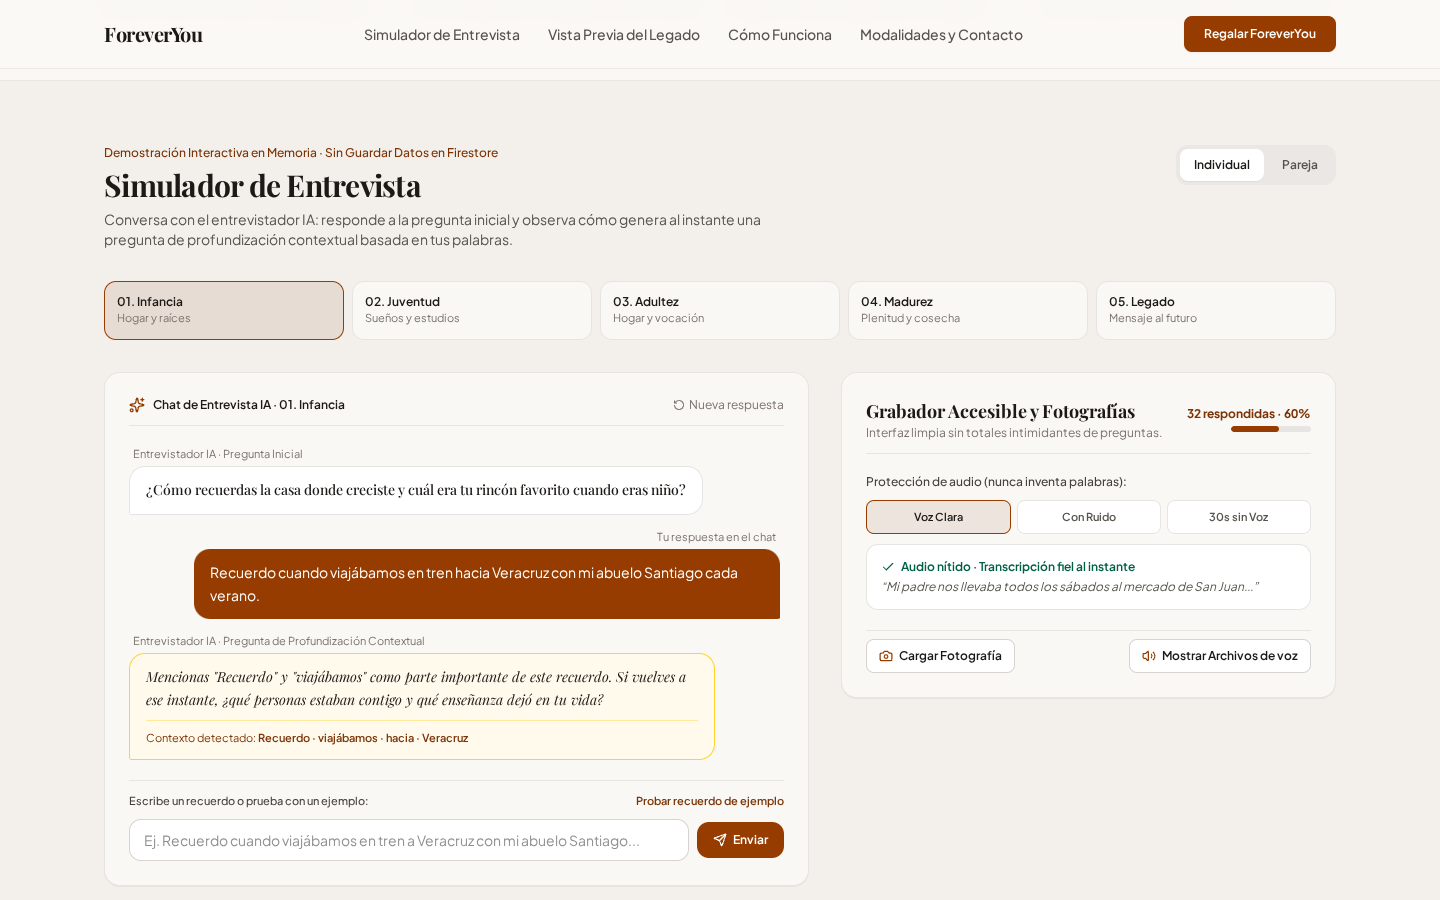 ForeverYou
Simulador de Entrevista
Vista Previa del Legado
Cómo Funciona
Modalidades y Contacto
Regalar ForeverYou
Demostración Interactiva en Memoria · Sin Guardar Datos en Firestore
Simulador de Entrevista
Conversa con el entrevistador IA: responde a la pregunta inicial y observa cómo genera al instante una
pregunta de profundización contextual basada en tus palabras.
Individual
Pareja
01. Infancia
Hogar y raíces
02. Juventud
Sueños y estudios
03. Adultez
Hogar y vocación
04. Madurez
Plenitud y cosecha
05. Legado
Mensaje al futuro
Chat de Entrevista IA · 01. Infancia
Nueva respuesta
Entrevistador IA · Pregunta Inicial
¿Cómo recuerdas la casa donde creciste y cuál era tu rincón favorito cuando eras niño?
Tu respuesta en el chat
Recuerdo cuando viajábamos en tren hacia Veracruz con mi abuelo Santiago cada
verano.
Entrevistador IA · Pregunta de Profundización Contextual
Mencionas "Recuerdo" y "viajábamos" como parte importante de este recuerdo. Si vuelves a
ese instante, ¿qué personas estaban contigo y qué enseñanza dejó en tu vida?
Contexto detectado: Recuerdo · viajábamos · hacia · Veracruz
Escribe un recuerdo o prueba con un ejemplo:
Probar recuerdo de ejemplo
Ej. Recuerdo cuando viajábamos en tren a Veracruz con mi abuelo Santiago...
Enviar
Grabador Accesible y Fotografías
Interfaz limpia sin totales intimidantes de preguntas.
32 respondidas · 60%
Protección de audio (nunca inventa palabras):
Voz Clara
Con Ruido
30s sin Voz
Audio nítido · Transcripción fiel al instante
"Mi padre nos llevaba todos los sábados al mercado de San Juan..."
Cargar Fotografía
Mostrar Archivos de voz